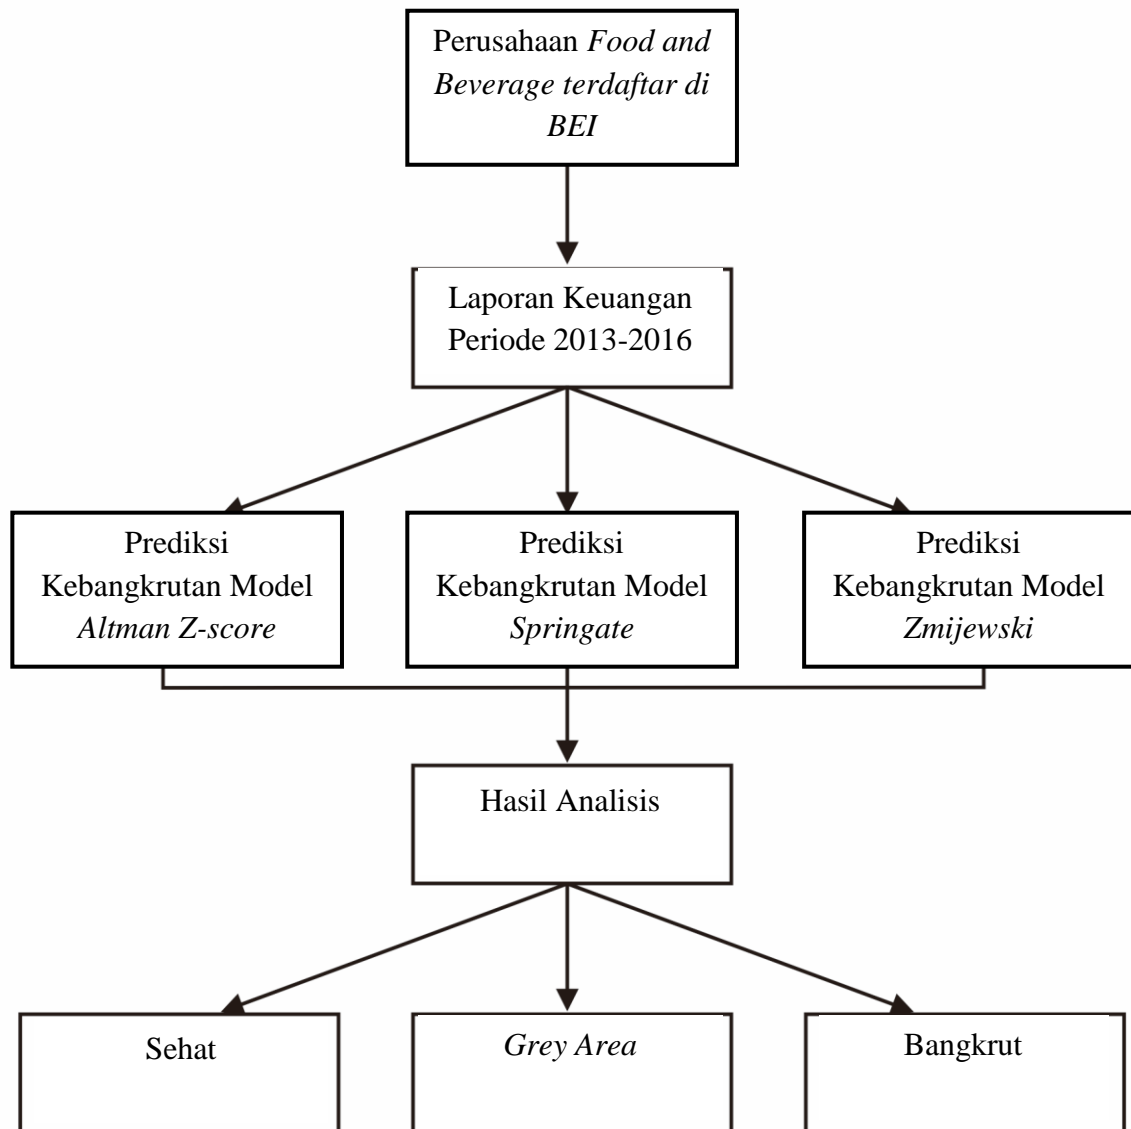 Perusahaan Food and
Beverage terdaftar di
BEI
Laporan Keuangan
Periode 2013-2016
Prediksi
Kebangkrutan Model
Altman Z-score
Prediksi
Kebangkrutan Model
Springate
Prediksi
Kebangkrutan Model
Zmijewski
Hasil Analisis
Sehat
Grey Area
Bangkrut